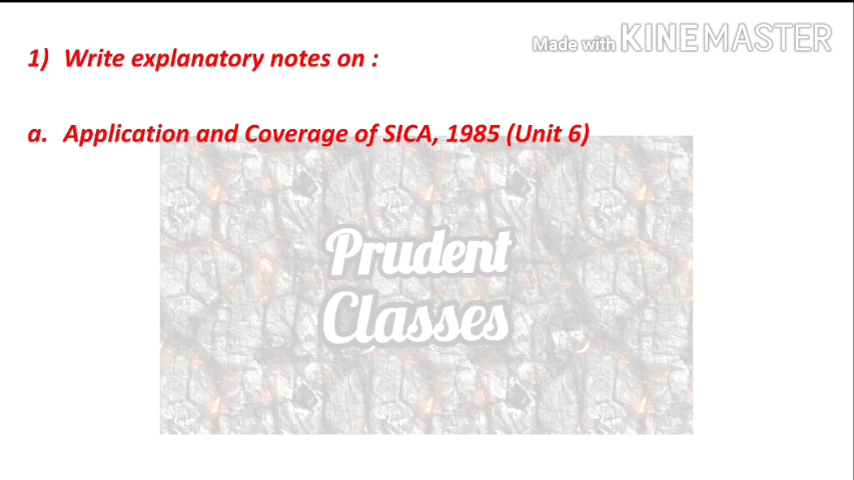 Made with KINEMASTER
1) Write explanatory notes on :
a. Application and Coverage of SICA, 1985 (Unit 6)
Prudent
Classes